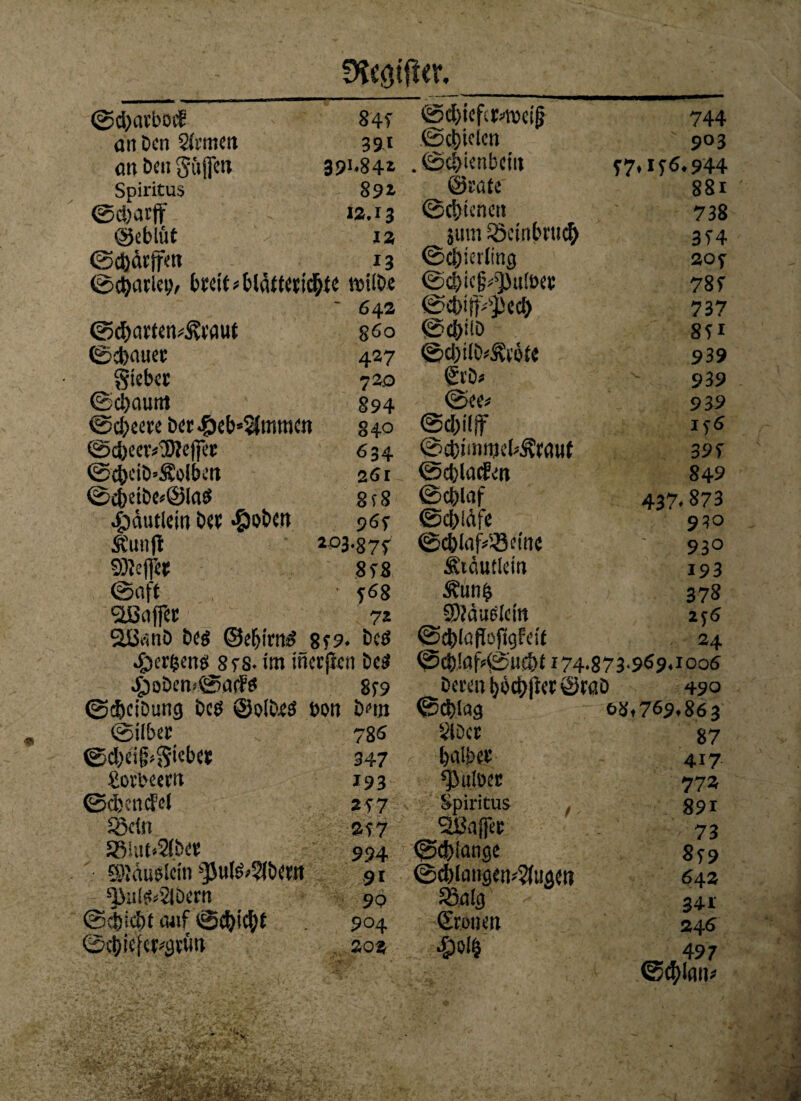 Register.
Scharbock 845
an den Armen 391
an den Füssen 391.842
Spiritus 892
Scharff 12.13
Geblüt 12
Schärffen 13
Scharley, breit-blätterichte wilde
642
Scharten-Kraut 860
Schauer 427
Fieber 720
Schaum 894
Scheere der Heb-Ammen 840
Scheer-Messer 634
Scheid-Kolben 261
Scheide-Glas 858
Häutlein der Hoden 965
Kunst 203.875
Messer 858
Safft 568
Wasser 72
Wand des Gehirns 859. des
Hertzens 858. im inersten des
Hoden-Sacks 859
Scheidung des Goldes von dem
Silber 786
Scheiß-Fieber 347
Lorbeern 193
Schenckel 257
Bein 257
Blut-Ader 994
Mäuslein Puls-Adern 91
Puls-Adern 90
Schicht auf Schicht 904
Schiefer-grün 202
Schiefer-weiß 744
Schielen 903
Schienbein 57.156.944
Grate 881
Schienen 738
zum Beinbruch 354
Schierling 205
Schieß-Pulver 785
Schiff-Pech 737
Schild 851
Schild-Kröte 939
Erd- 939
See- 939
Schilff 156
Schimmel-Kraut 395
Schlacken 849
Schlaf 437.873
Schläfe 930
Schlaf-Beine 930
Kräutlein 193
Kuntz 378
Mäuslein 256
Schlaflosigkeit 24
Schlaf-Sucht 174.873.969.1006
deren höchster Grad 490
Schlag 68,769,863
Ader 87
halber 417
Pulver 772
Spiritus 891
Wasser 73
Schlange 859
Schlangen-Augen 642
Balg 341
Cronen 246
Holtz 497
Schlan-